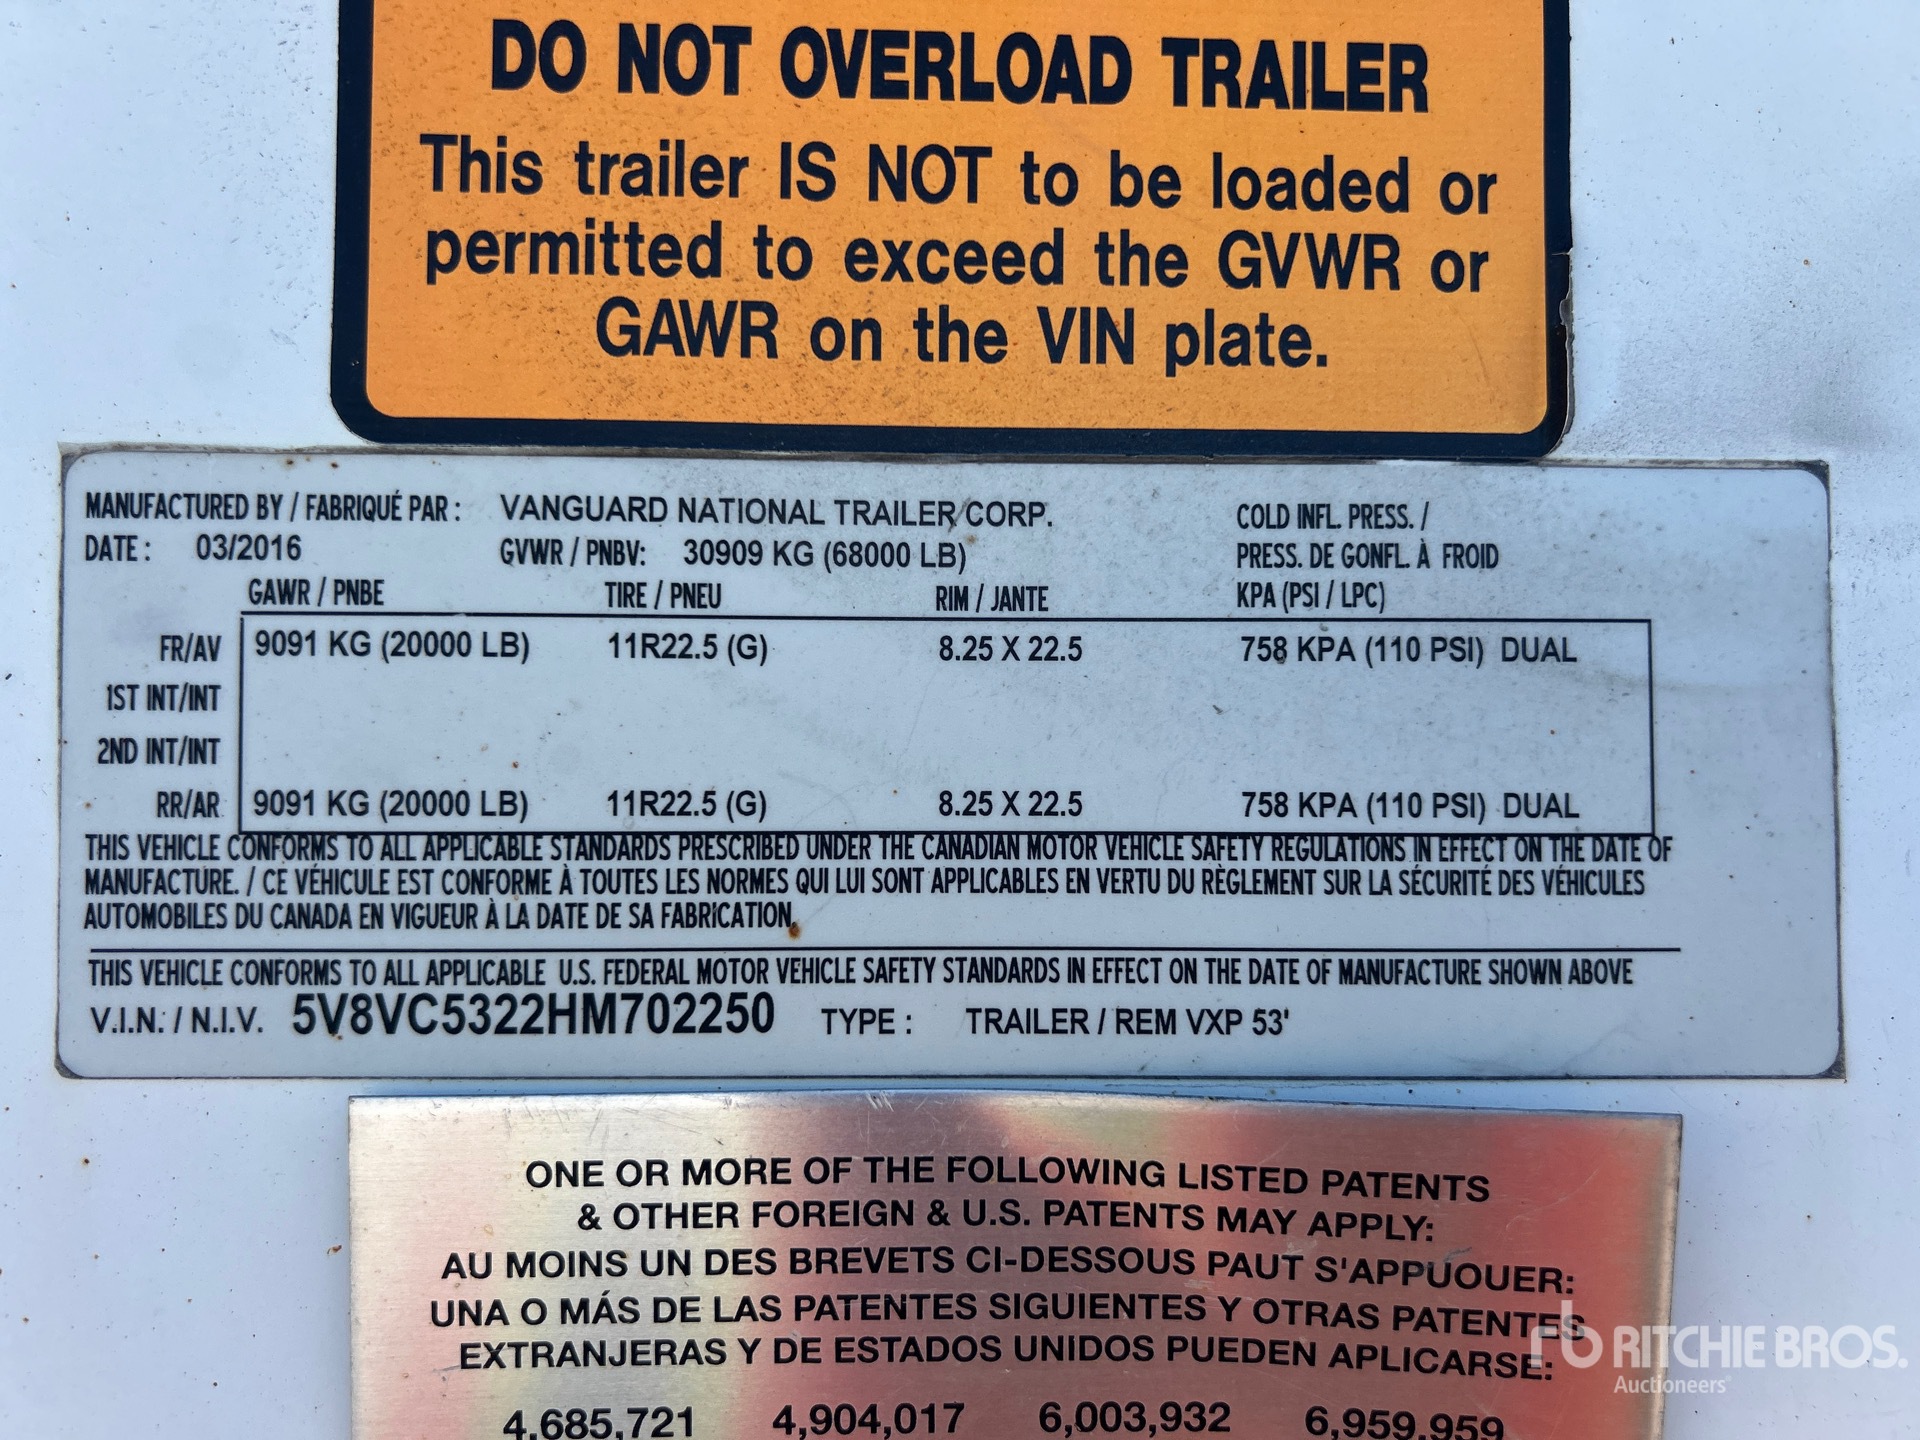 DO NOT OVERLOAD TRAILER
This trailer IS NOT to be loaded or
permitted to exceed the GVWR or
GAWR on the VIN plate.
MANUFACTURED BY / FABRIQUÉ PAR : VANGUARD NATIONAL TRAILER CORP. COLD INFL. PRESS. /
DATE : 03/2016 GVWR / PNBV: 30909 KG (68000 LB) PRESS. DE GONFL. À FROID
GAWR / PNBE TIRE / PNEU RIM / JANTE KPA (PSI / LPC)
FR/AV 9091 KG (20000 LB) 11R22.5 (G) 8.25 X 22.5 758 KPA (110 PSI) DUAL
1ST INT/INT
2ND INT/INT
RR/AR 9091 KG (20000 LB) 11R22.5 (G) 8.25 X 22.5 758 KPA (110 PSI) DUAL
THIS VEHICLE CONFORMS TO ALL APPLICABLE STANDARDS PRESCRIBED UNDER THE CANADIAN MOTOR VEHICLE SAFETY REGULATIONS IN EFFECT ON THE DATE OF
MANUFACTURE. / CE VÉHICULE EST CONFORME À TOUTES LES NORMES QUI LUI SONT APPLICABLES EN VERTU DU RÈGLEMENT SUR LA SÉCURITÉ DES VÉHICULES
AUTOMOBILES DU CANADA EN VIGUEUR À LA DATE DE SA FABRICATION.
THIS VEHICLE CONFORMS TO ALL APPLICABLE U.S. FEDERAL MOTOR VEHICLE SAFETY STANDARDS IN EFFECT ON THE DATE OF MANUFACTURE SHOWN ABOVE
V.I.N. / N.I.V. 5V8VC5322HM702250 TYPE : TRAILER / REM VXP 53'
ONE OR MORE OF THE FOLLOWING LISTED PATENTS
& OTHER FOREIGN & U.S. PATENTS MAY APPLY:
AU MOINS UN DES BREVETS CI-DESSOUS PAUT S'APPUOUER:
UNA O MÁS DE LAS PATENTES SIGUIENTES Y OTRAS PATENTES
EXTRANJERAS Y DE ESTADOS UNIDOS PUEDEN APLICARSE:
4,685,721 4,904,017 6,003,932 6,959,959
rb RITCHIE BROS.
Auctioneers